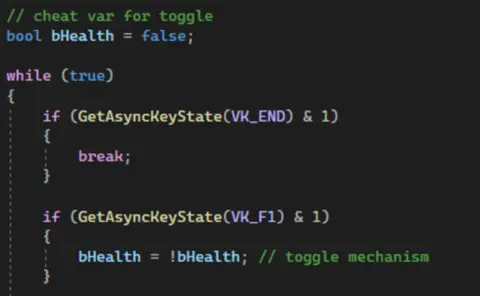 // cheat var for toggle
bool bHealth = false;
while (true)
{
if (GetAsyncKeyState(VK_END) & 1)
{
break;
}
if (GetAsyncKeyState(VK_F1) & 1)
{
bHealth = !bHealth; // toggle mechanism
}